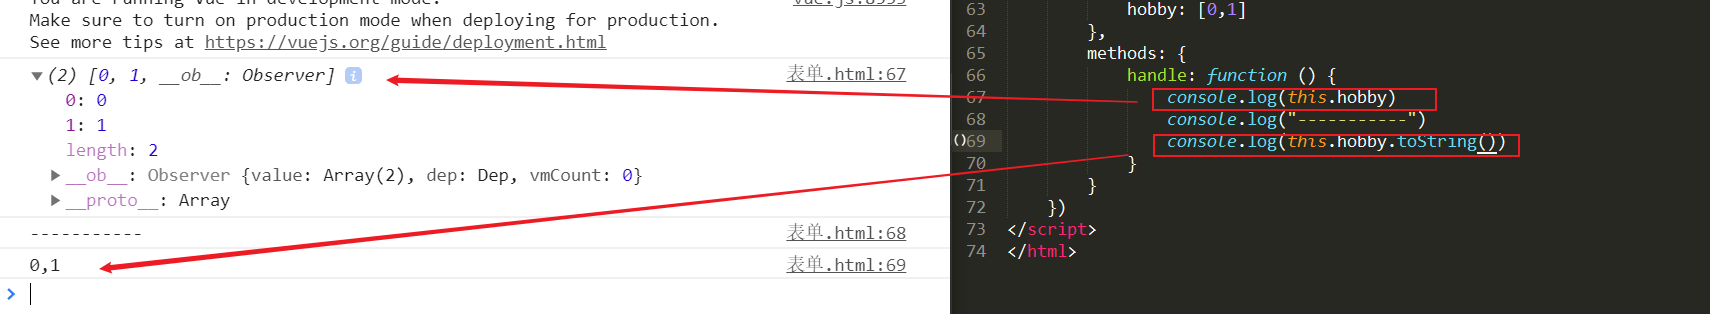 You are running Vue in development mode.
vue.js:8553
Make sure to turn on production mode when deploying for production.
See more tips at https://vuejs.org/guide/deployment.html
(2) [0, 1, __ob__: Observer] i
表单.html:67
0: 0
1: 1
length: 2
__ob__: Observer {value: Array(2), dep: Dep, vmCount: 0}
__proto__: Array
-----------
表单.html:68
0,1
表单.html:69
>
63 hobby: [0,1]
64 },
65 methods: {
66 handle: function () {
67 console.log(this.hobby)
68 console.log("-----------")
()69 console.log(this.hobby.toString())
70 }
71 }
72 })
73 </script>
74 </html>